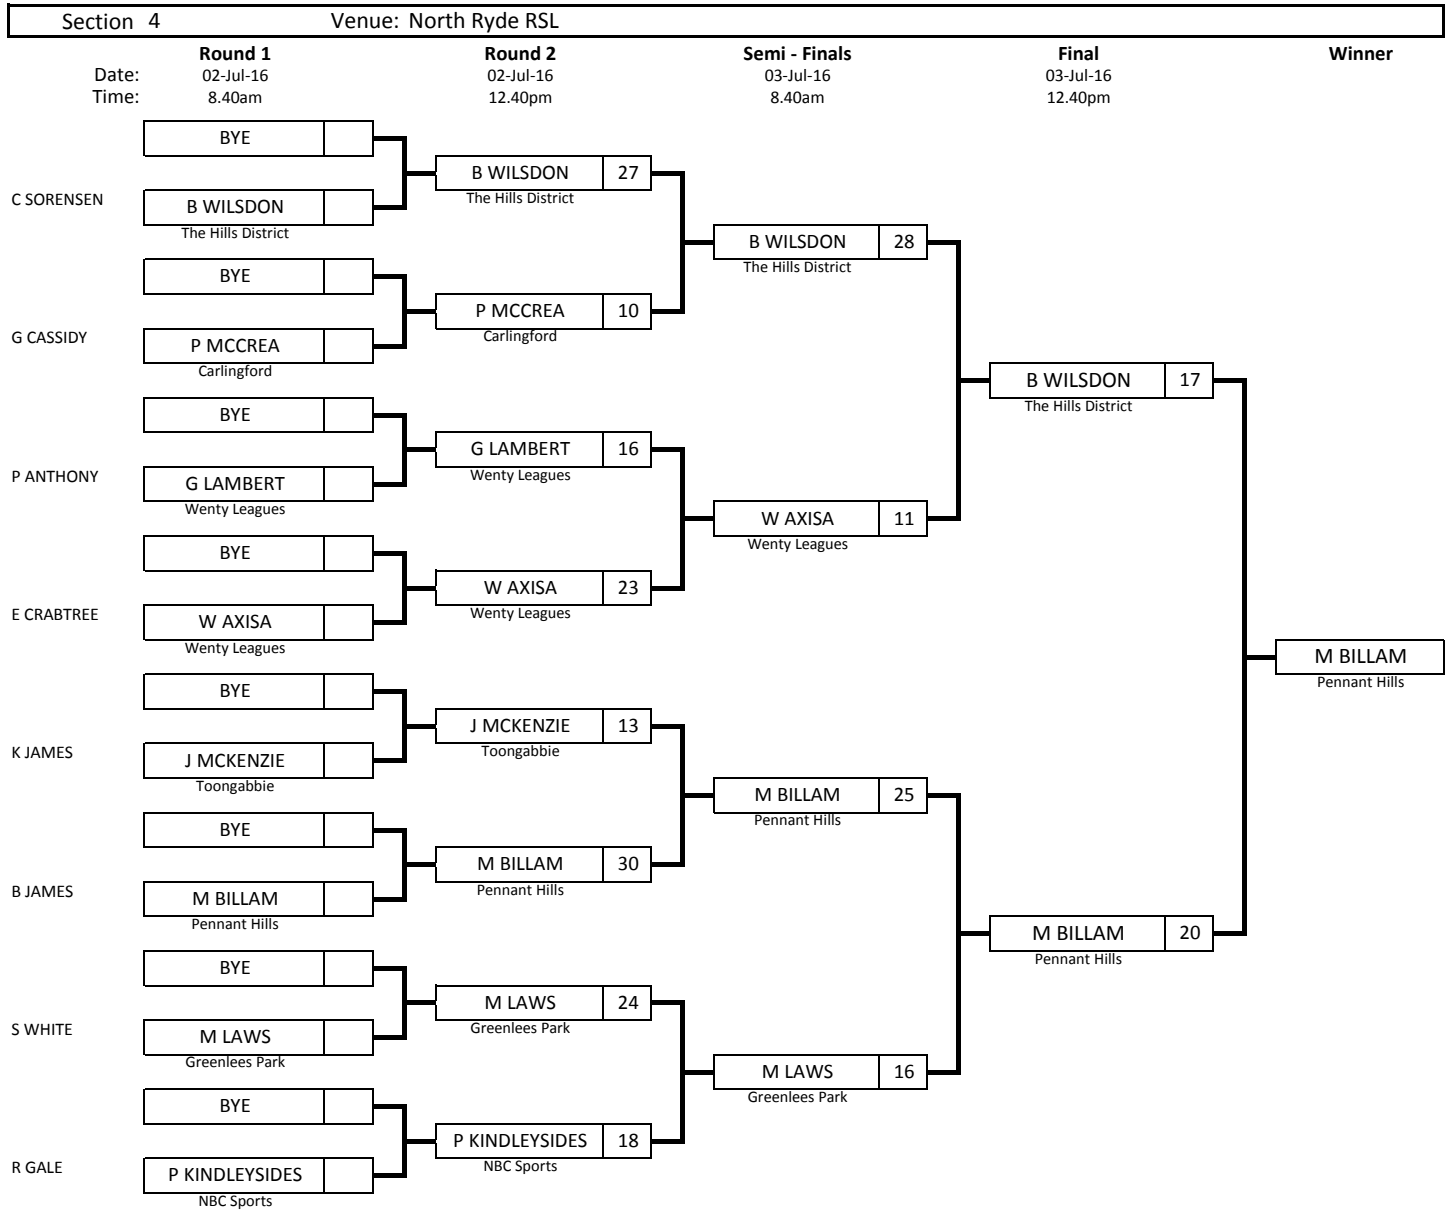 Section 4 Venue: North Ryde RSL
Round 1 Round 2 Semi - Finals Final Winner
Date: 02-Jul-16 02-Jul-16 03-Jul-16 03-Jul-16
Time: 8.40am 12.40pm 8.40am 12.40pm
BYE
B WILSDON 27
The Hills District
C SORENSEN
B WILSDON
The Hills District
B WILSDON 28
The Hills District
BYE
P MCCREA 10
Carlingford
G CASSIDY
P MCCREA
Carlingford
B WILSDON 17
The Hills District
BYE
G LAMBERT 16
Wenty Leagues
P ANTHONY
G LAMBERT
Wenty Leagues
W AXISA 11
Wenty Leagues
BYE
W AXISA 23
Wenty Leagues
E CRABTREE
W AXISA
Wenty Leagues
M BILLAM
Pennant Hills
BYE
J MCKENZIE 13
Toongabbie
K JAMES
J MCKENZIE
Toongabbie
M BILLAM 25
Pennant Hills
BYE
M BILLAM 30
Pennant Hills
B JAMES
M BILLAM
Pennant Hills
M BILLAM 20
Pennant Hills
BYE
M LAWS 24
Greenlees Park
S WHITE
M LAWS
Greenlees Park
M LAWS 16
Greenlees Park
BYE
P KINDLEYSIDES 18
NBC Sports
R GALE
P KINDLEYSIDES
NBC Sports